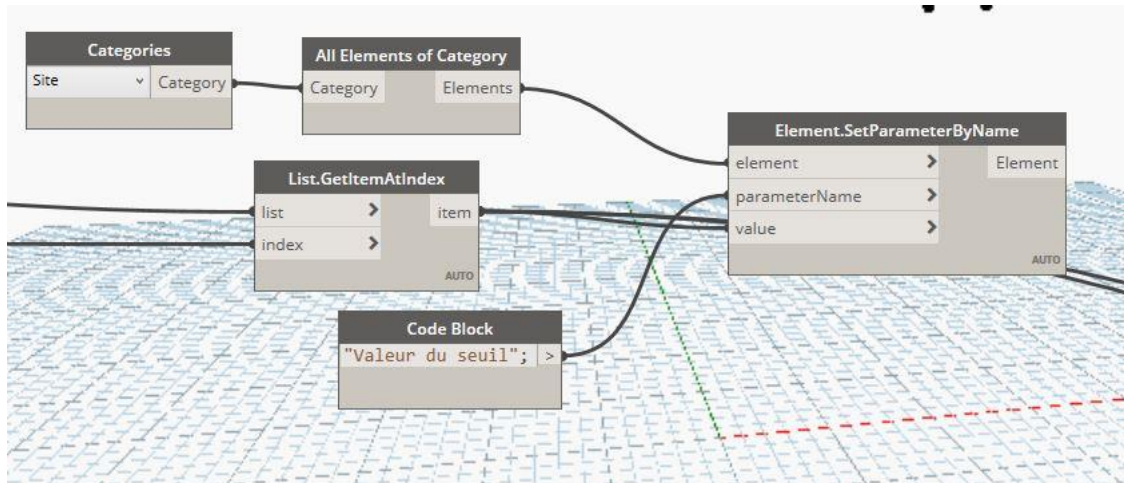 Categories
Site Category
All Elements of Category
Category Elements
Element.SetParameterByName
element > Element
parameterName >
value >
AUTO
List.GetItemAtIndex
list > item
index >
AUTO
Code Block
"Valeur du seuil"; >